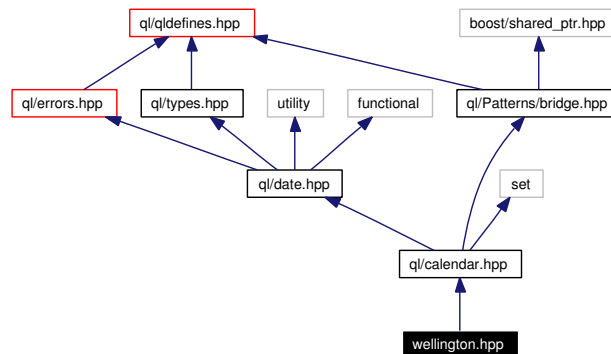 ql/qldefines.hpp
boost/shared_ptr.hpp
ql/errors.hpp
ql/types.hpp
utility
functional
ql/Patterns/bridge.hpp
ql/date.hpp
set
ql/calendar.hpp
wellington.hpp